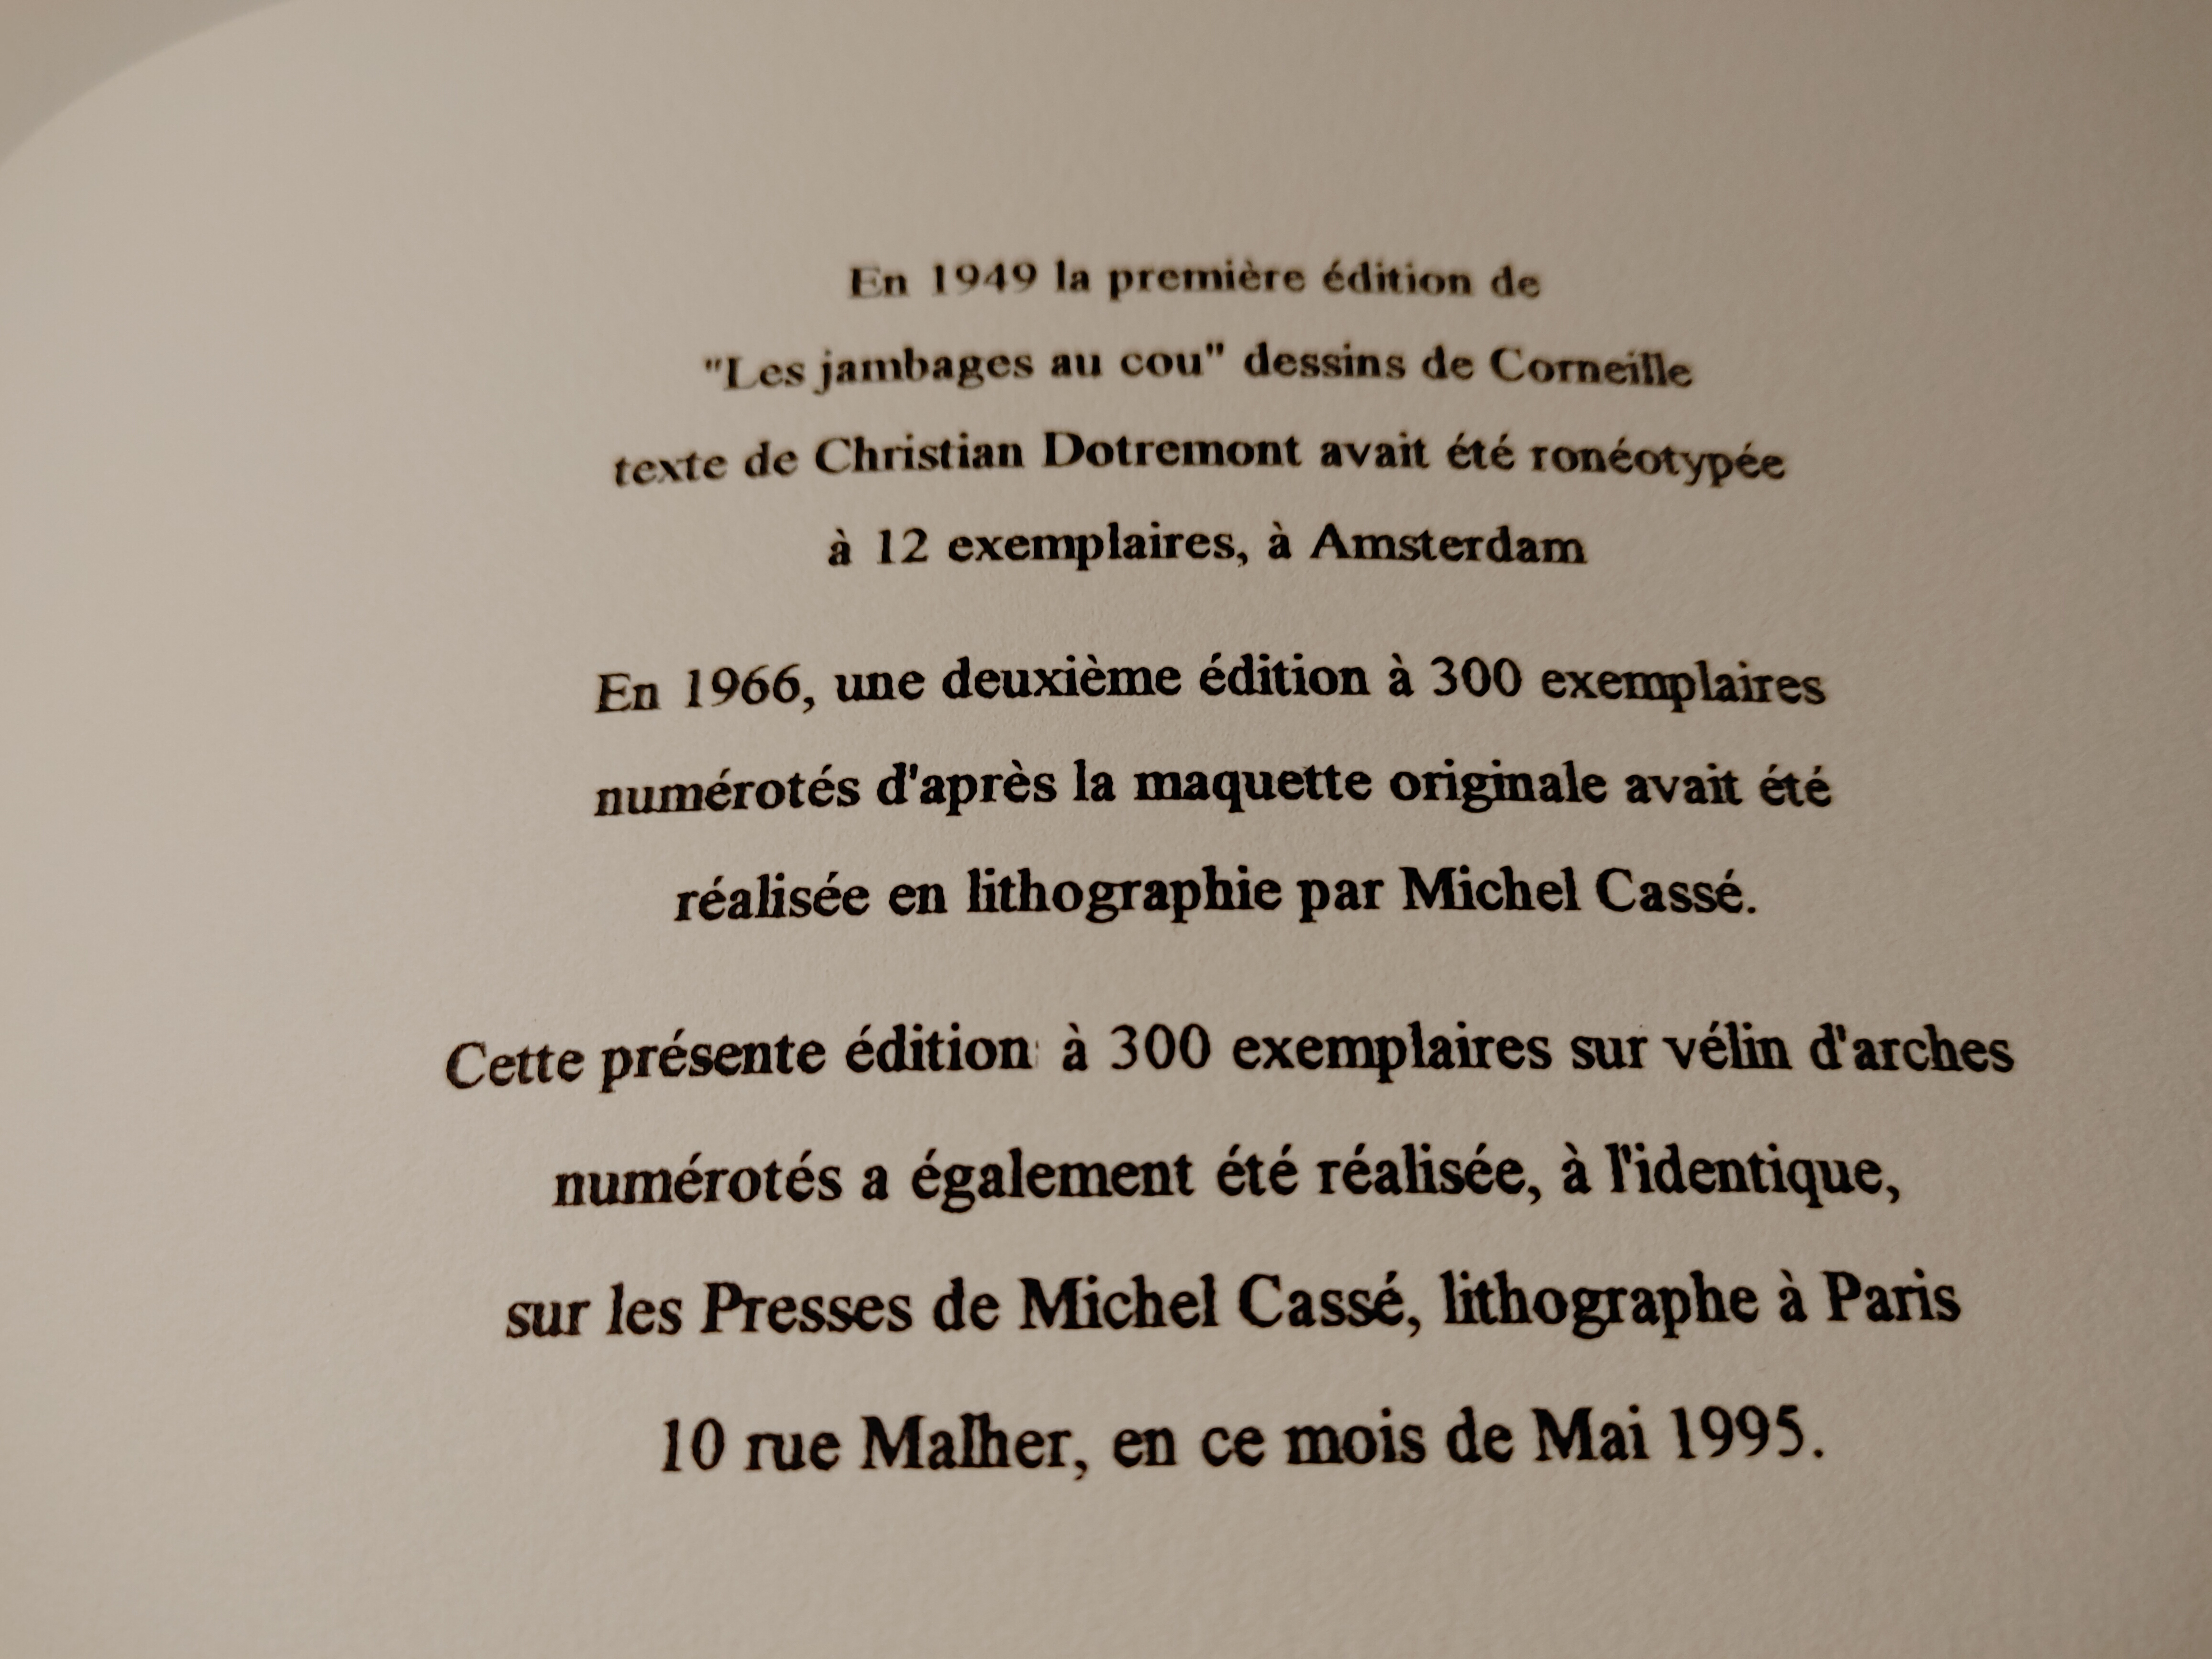 En 1949 la première édition de
"Les jambages au cou" dessins de Corneille
texte de Christian Dotremont avait été ronéotypée
à 12 exemplaires, à Amsterdam
En 1966, une deuxième édition à 300 exemplaires
numérotés d'après la maquette originale avait été
réalisée en lithographie par Michel Cassé.
Cette présente édition à 300 exemplaires sur vélin d'arches
numérotés a également été réalisée, à l'identique,
sur les Presses de Michel Cassé, lithographe à Paris
10 rue Malher, en ce mois de Mai 1995.